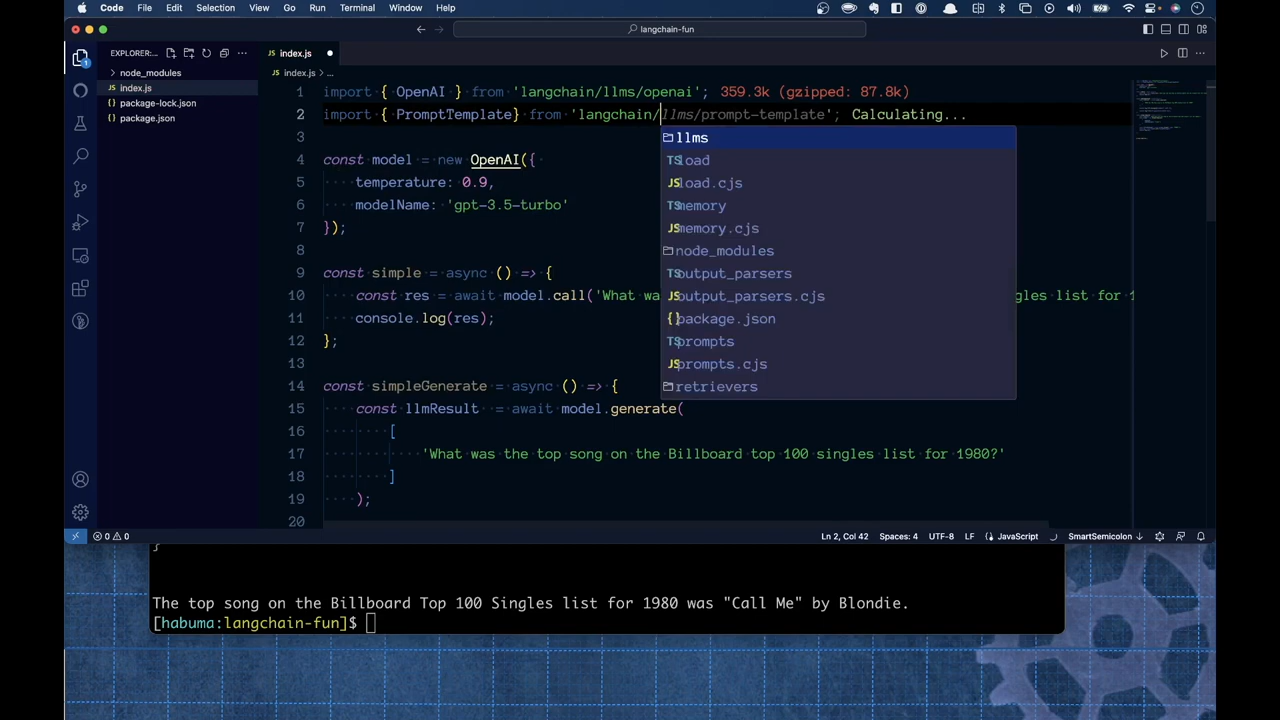 Code File Edit Selection View Go Run Terminal Window Help
langchain-fun
EXPLORER:... index.js
node_modules
index.js
package-lock.json
package.json
index.js > ...
1 import { OpenAI } from 'langchain/llms/openai'; 359.3k (gzipped: 87.8k)
2 import { PromptTemplate} from 'langchain/llms/prompt-template'; Calculating...
3
4 const model = new OpenAI({
5 temperature: 0.9,
6 modelName: 'gpt-3.5-turbo'
7 });
8
9 const simple = async () => {
10 const res = await model.call('What wa ngles list for 1
11 console.log(res);
12 };
13
14 const simpleGenerate = async () => {
15 const llmResult = await model.generate(
16 [
17 'What was the top song on the Billboard top 100 singles list for 1980?'
18 ]
19 );
20
llms
load
load.cjs
memory
memory.cjs
node_modules
output_parsers
output_parsers.cjs
package.json
prompts
prompts.cjs
retrievers
0 0 Ln 2, Col 42 Spaces: 4 UTF-8 LF JavaScript SmartSemicolon
}
The top song on the Billboard Top 100 Singles list for 1980 was "Call Me" by Blondie.
[habuma:langchain-fun]$